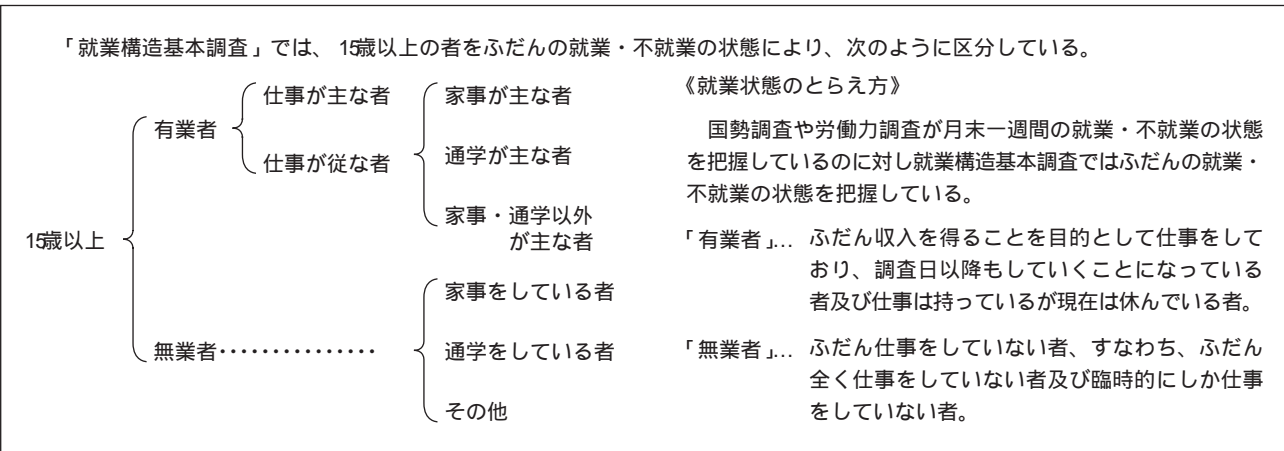 「就業構造基本調査」では、15歳以上の者をふだんの就業・不就業の状態により、次のように区分している。
15歳以上
有業者
仕事が主な者
仕事が従な者
家事が主な者
通学が主な者
家事・通学以外
が主な者
無業者・・・・・・・・・・・・・・・
家事をしている者
通学をしている者
その他
《就業状態のとらえ方》
国勢調査や労働力調査が月末一週間の就業・不就業の状態
を把握しているのに対し就業構造基本調査ではふだんの就業・
不就業の状態を把握している。
「有業者」… ふだん収入を得ることを目的として仕事をして
おり、調査日以降もしていくことになっている
者及び仕事は持っているが現在は休んでいる者。
「無業者」… ふだん仕事をしていない者、すなわち、ふだん
全く仕事をしていない者及び臨時的にしか仕事
をしていない者。